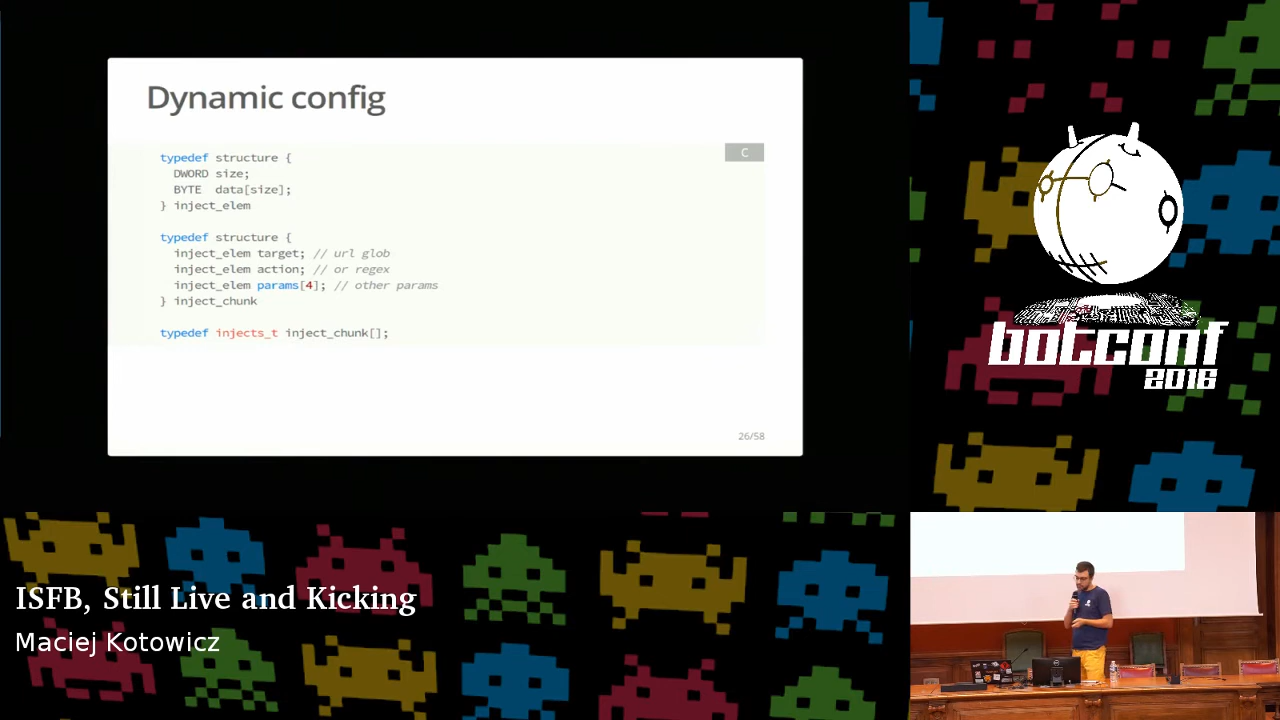 Dynamic config
C
typedef structure {
DWORD size;
BYTE data[size];
} inject_elem
typedef structure {
inject_elem target; // url glob
inject_elem action; // or regex
inject_elem params[4]; // other params
} inject_chunk
typedef injects_t inject_chunk[];
26/58
botconf
2016
ISFB, Still Live and Kicking
Maciej Kotowicz